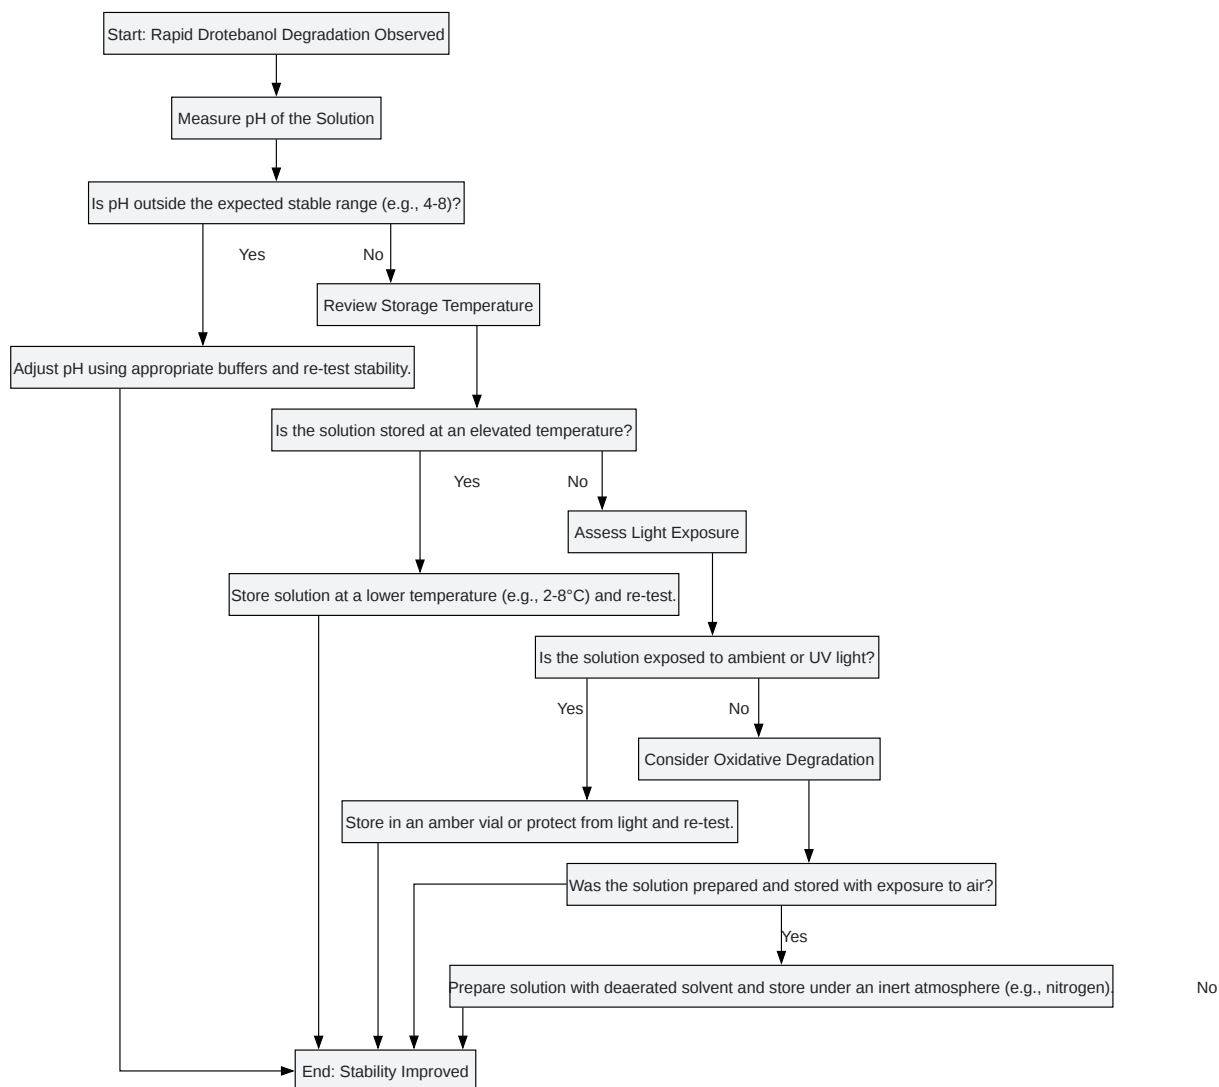 Start: Rapid Drotebanol Degradation Observed
Measure pH of the Solution
Is pH outside the expected stable range (e.g., 4-8)?
Yes
No
Review Storage Temperature
Adjust pH using appropriate buffers and re-test stability.
Is the solution stored at an elevated temperature?
Yes
No
Assess Light Exposure
Store solution at a lower temperature (e.g., 2-8°C) and re-test.
Is the solution exposed to ambient or UV light?
Yes
No
Consider Oxidative Degradation
Store in an amber vial or protect from light and re-test.
Was the solution prepared and stored with exposure to air?
Yes
Prepare solution with deaerated solvent and store under an inert atmosphere (e.g., nitrogen).
No
End: Stability Improved